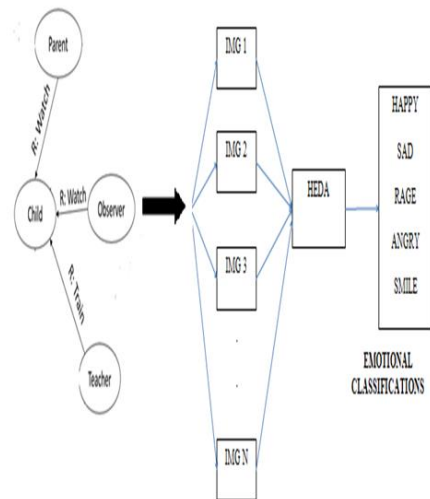 Parent
R: Watch
Child
R: Watch
Observer
R: Train
Teacher
IMG 1
IMG 2
IMG 3
.
.
IMG N
HEDA
HAPPY
SAD
RAGE
ANGRY
SMILE
EMOTIONAL
CLASSIFICATIONS